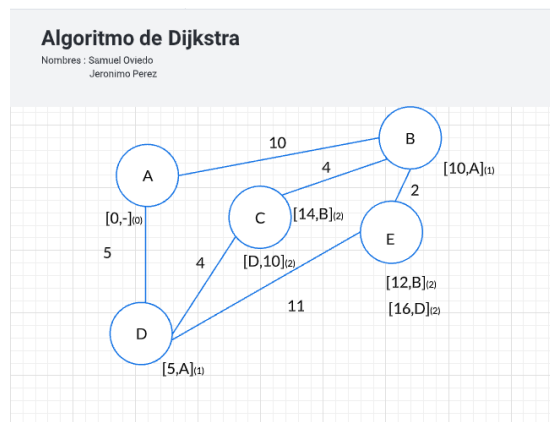 Algoritmo de Dijkstra
Nombres : Samuel Oviedo
Jeronimo Perez
B
10
4
[10,A](1)
A
2
[0,-](0)
C
[14,B](2)
E
5
4
[D,10](2)
[12,B](2)
11
[16,D](2)
D
[5,A](1)